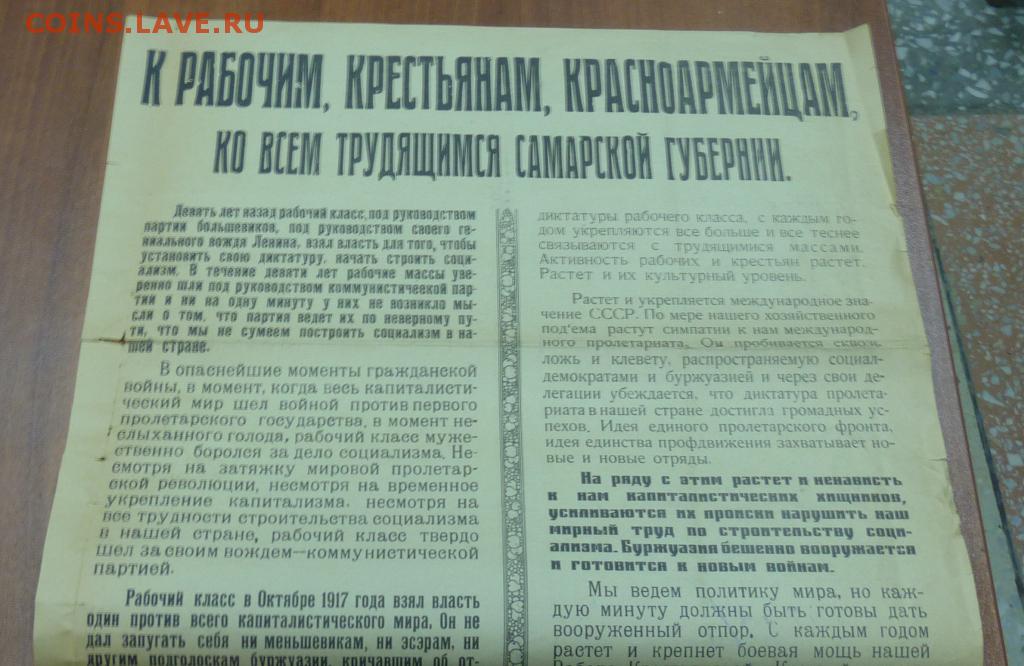 COINS.LAVE.RU
К РАБОЧИМ, КРЕСТЬЯНАМ, КРАСНОАРМЕЙЦАМ,
КО ВСЕМ ТРУДЯЩИМСЯ САМАРСКОЙ ГУБЕРНИИ.
Девять лет назад рабочий класс, под руководством
партии большевиков, под руководством своего ге-
ниального вождя Ленина, взял власть для того, чтобы
установить свою диктатуру, начать строить соци-
ализм. В течение девяти лет рабочие массы уве-
ренно шли под руководством коммунистической пар-
тии и ни на одну минуту у них не возникло мы-
сли о том, что партия ведет их по неверному пу-
ти, что мы не сумеем построить социализм в на-
шей стране.
В опаснейшие моменты гражданской
войны, в момент, когда весь капиталисти-
ческий мир шел войной против первого
пролетарского государства, в момент не-
слыханного голода, рабочий класс муже-
ственно боролся за дело социализма. Не-
смотря на затяжку мировой пролетар-
ской революции, несмотря на временное
укрепление капитализма, несмотря на
все трудности строительства социализма
в нашей стране, рабочий класс твердо
шел за своим вождем—коммунистической
партией.
Рабочий класс в Октябре 1917 года взял власть
один против всего капиталистического мира. Он не
дал запугать себя ни меньшевикам, ни эсэрам, ни
другим подголоскам буржуазии, кричавшим об от-
диктатуры рабочего класса, с каждым го-
дом укрепляются все больше и все теснее
связываются с трудящимися массами.
Активность рабочих и крестьян растет.
Растет и их культурный уровень.
Растет и укрепляется международное зна-
чение СССР. По мере нашего хозяйственного
под'ема растут симпатии к нам международ-
ного пролетариата. Он пробивается сквозь
ложь и клевету, распространяемую социал-
демократами и буржуазией и через свои де-
легации убеждается, что диктатура пролета-
риата в нашей стране достигла громадных ус-
пехов. Идея единого пролетарского фронта,
идея единства профдвижения захватывает но-
вые и новые отряды.
На ряду с этим растет и ненависть
к нам капиталистических хищников,
усиливаются их происки нарушить наш
мирный труд по строительству соци-
ализма. Буржуазия бешенно вооружается
и готовится к новым войнам.
Мы ведем политику мира, но каж-
дую минуту должны быть готовы дать
вооруженный отпор. С каждым годом
растет и крепнет боевая мощь нашей